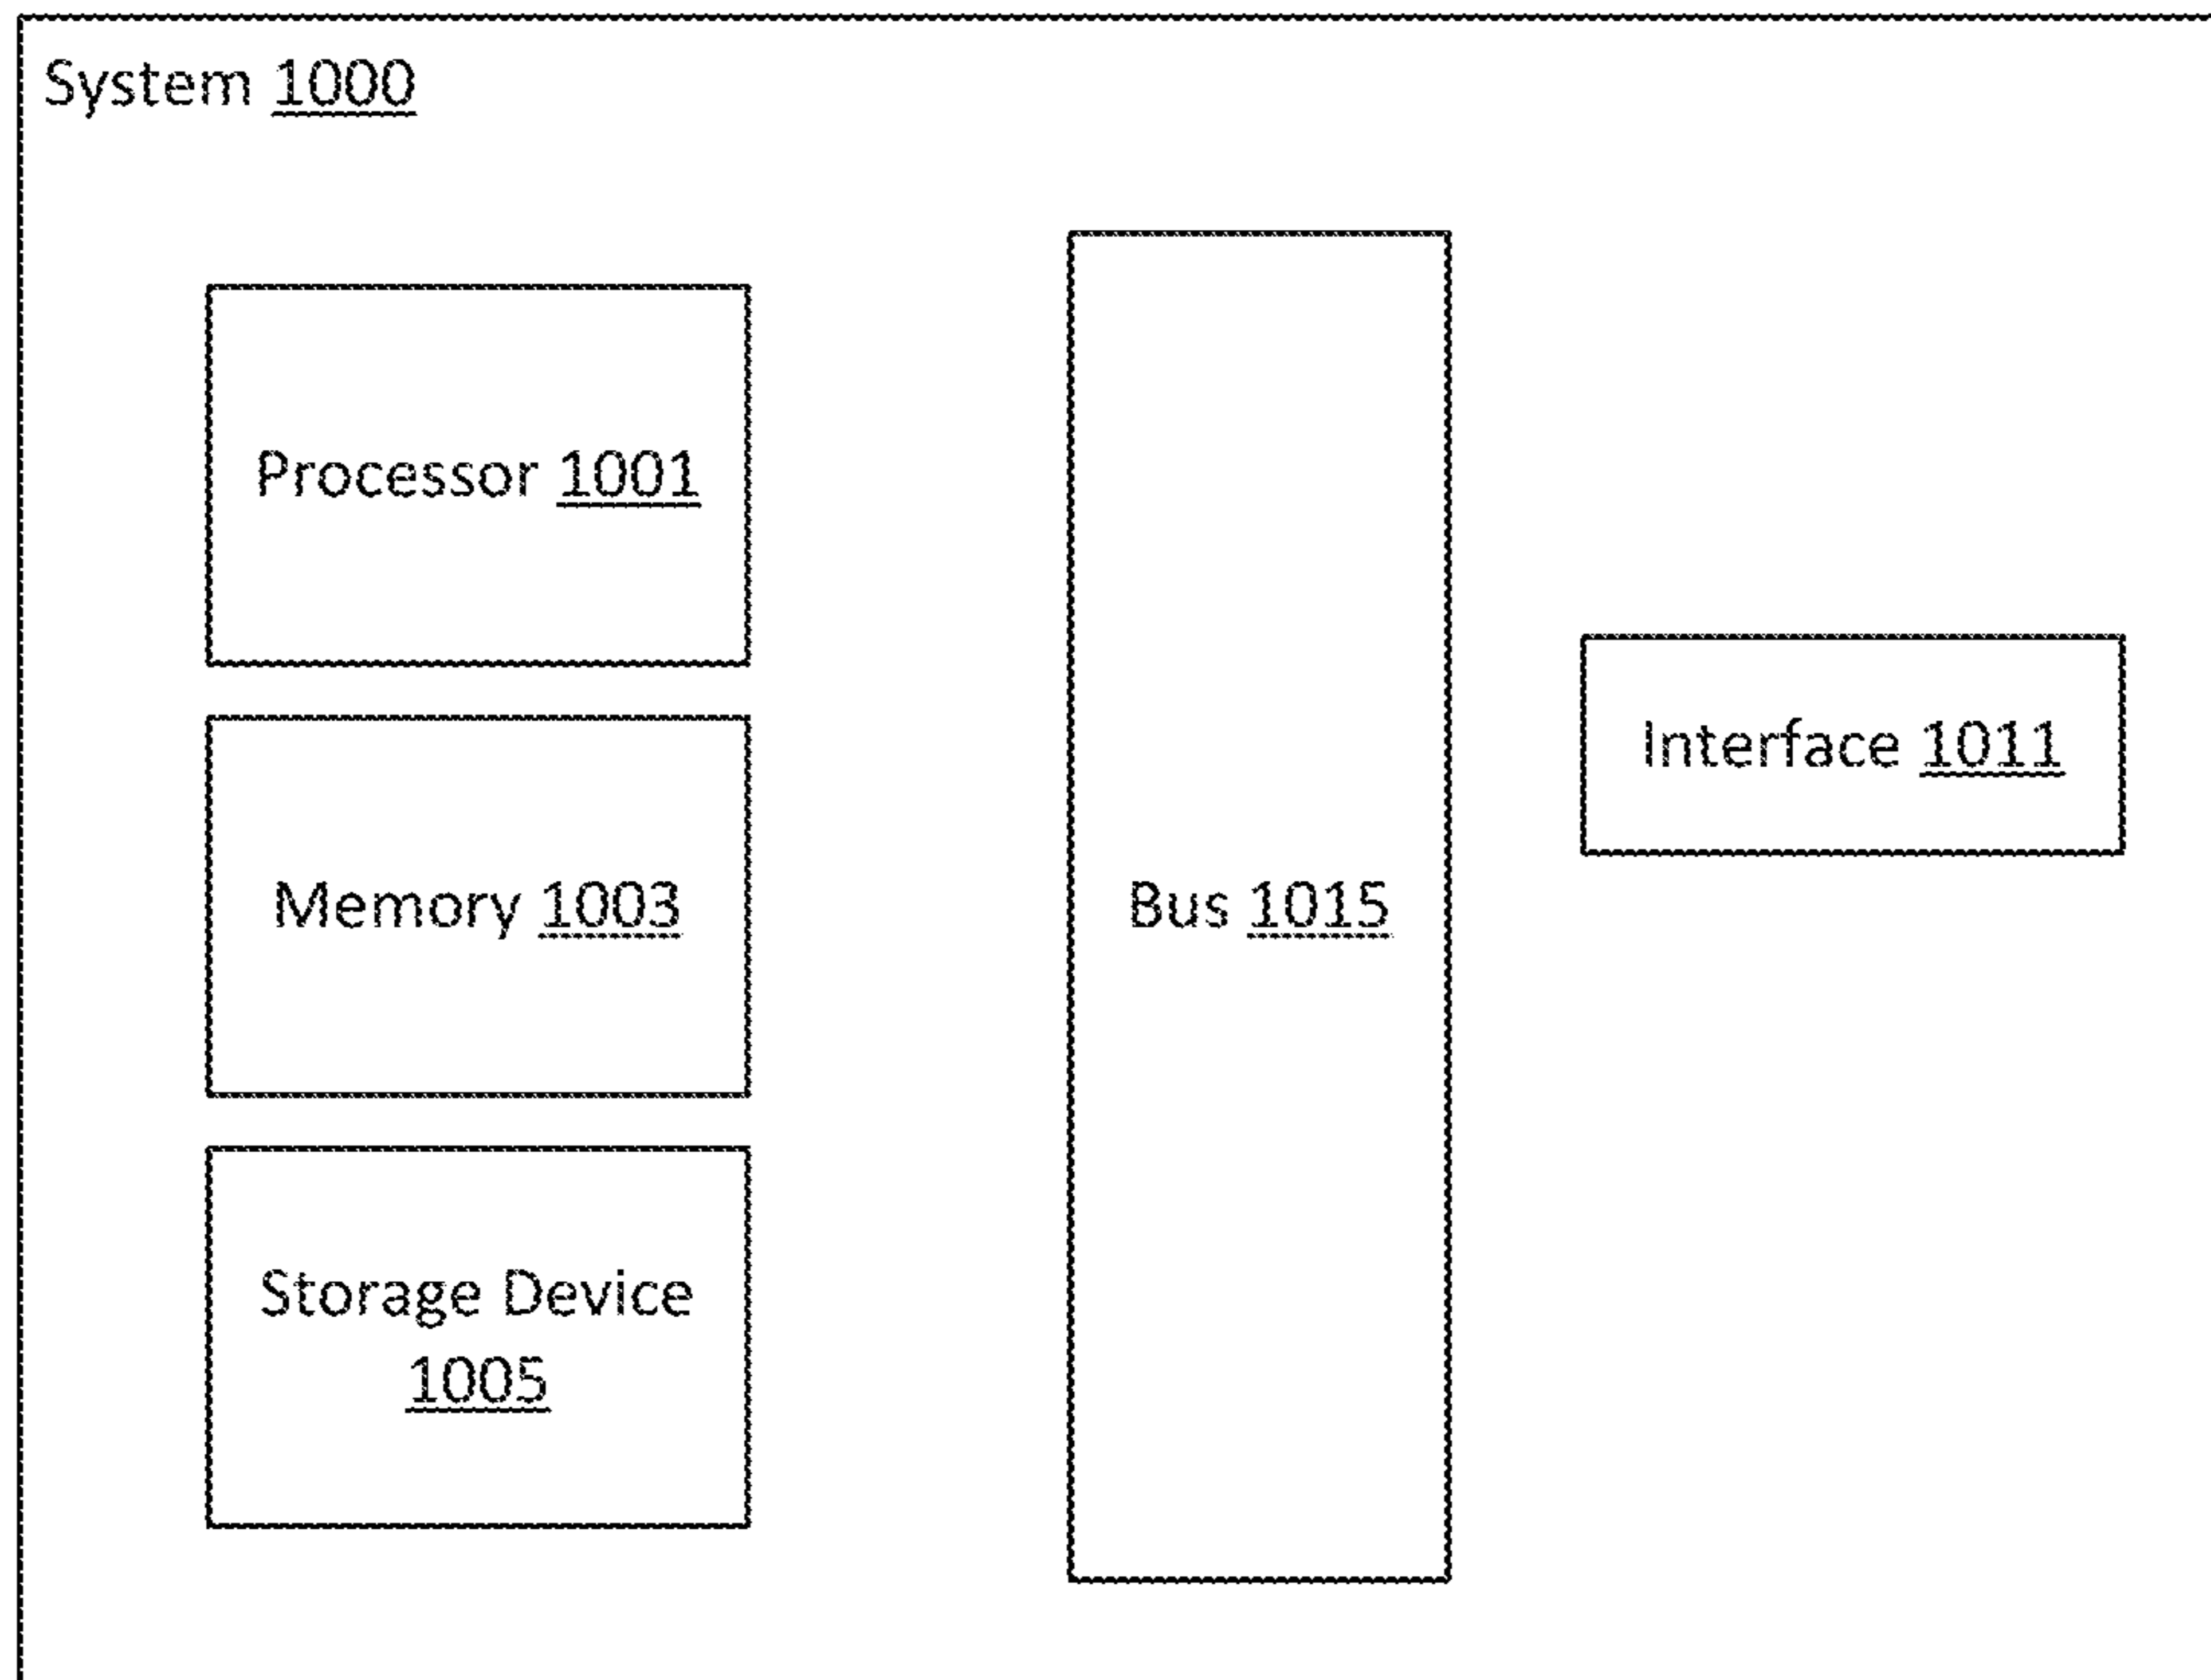 System 1000
Processor 1001
Memory 1003
Storage Device
1005
Bus 1015
Interface 1011